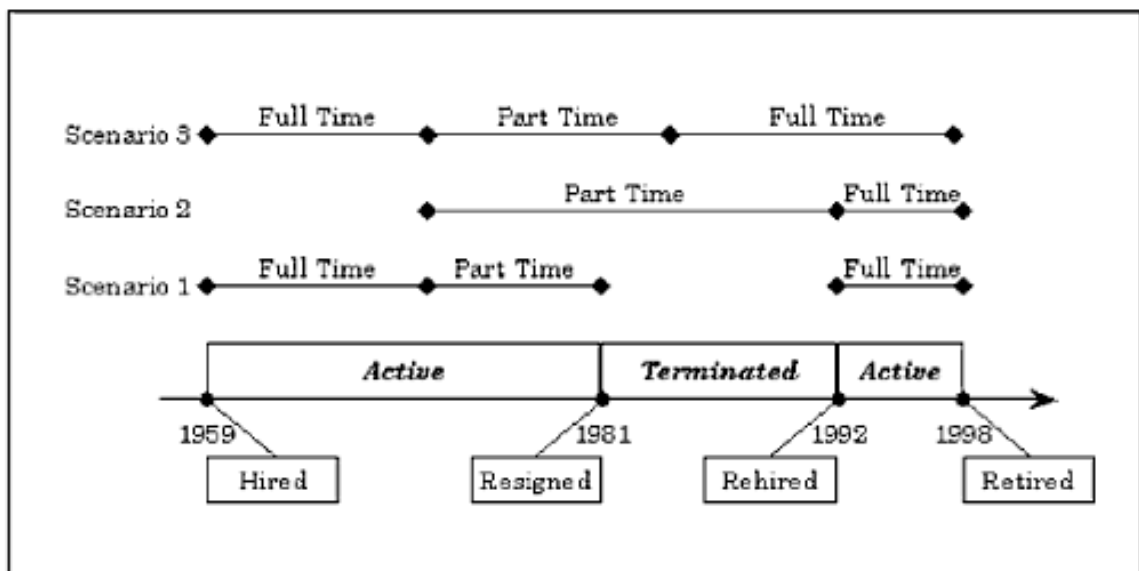 Full Time Part Time Full Time
Scenario 3
Part Time Full Time
Scenario 2
Full Time Part Time Full Time
Scenario 1
Active Terminated Active
1959 1981 1992 1998
Hired Resigned Rehired Retired